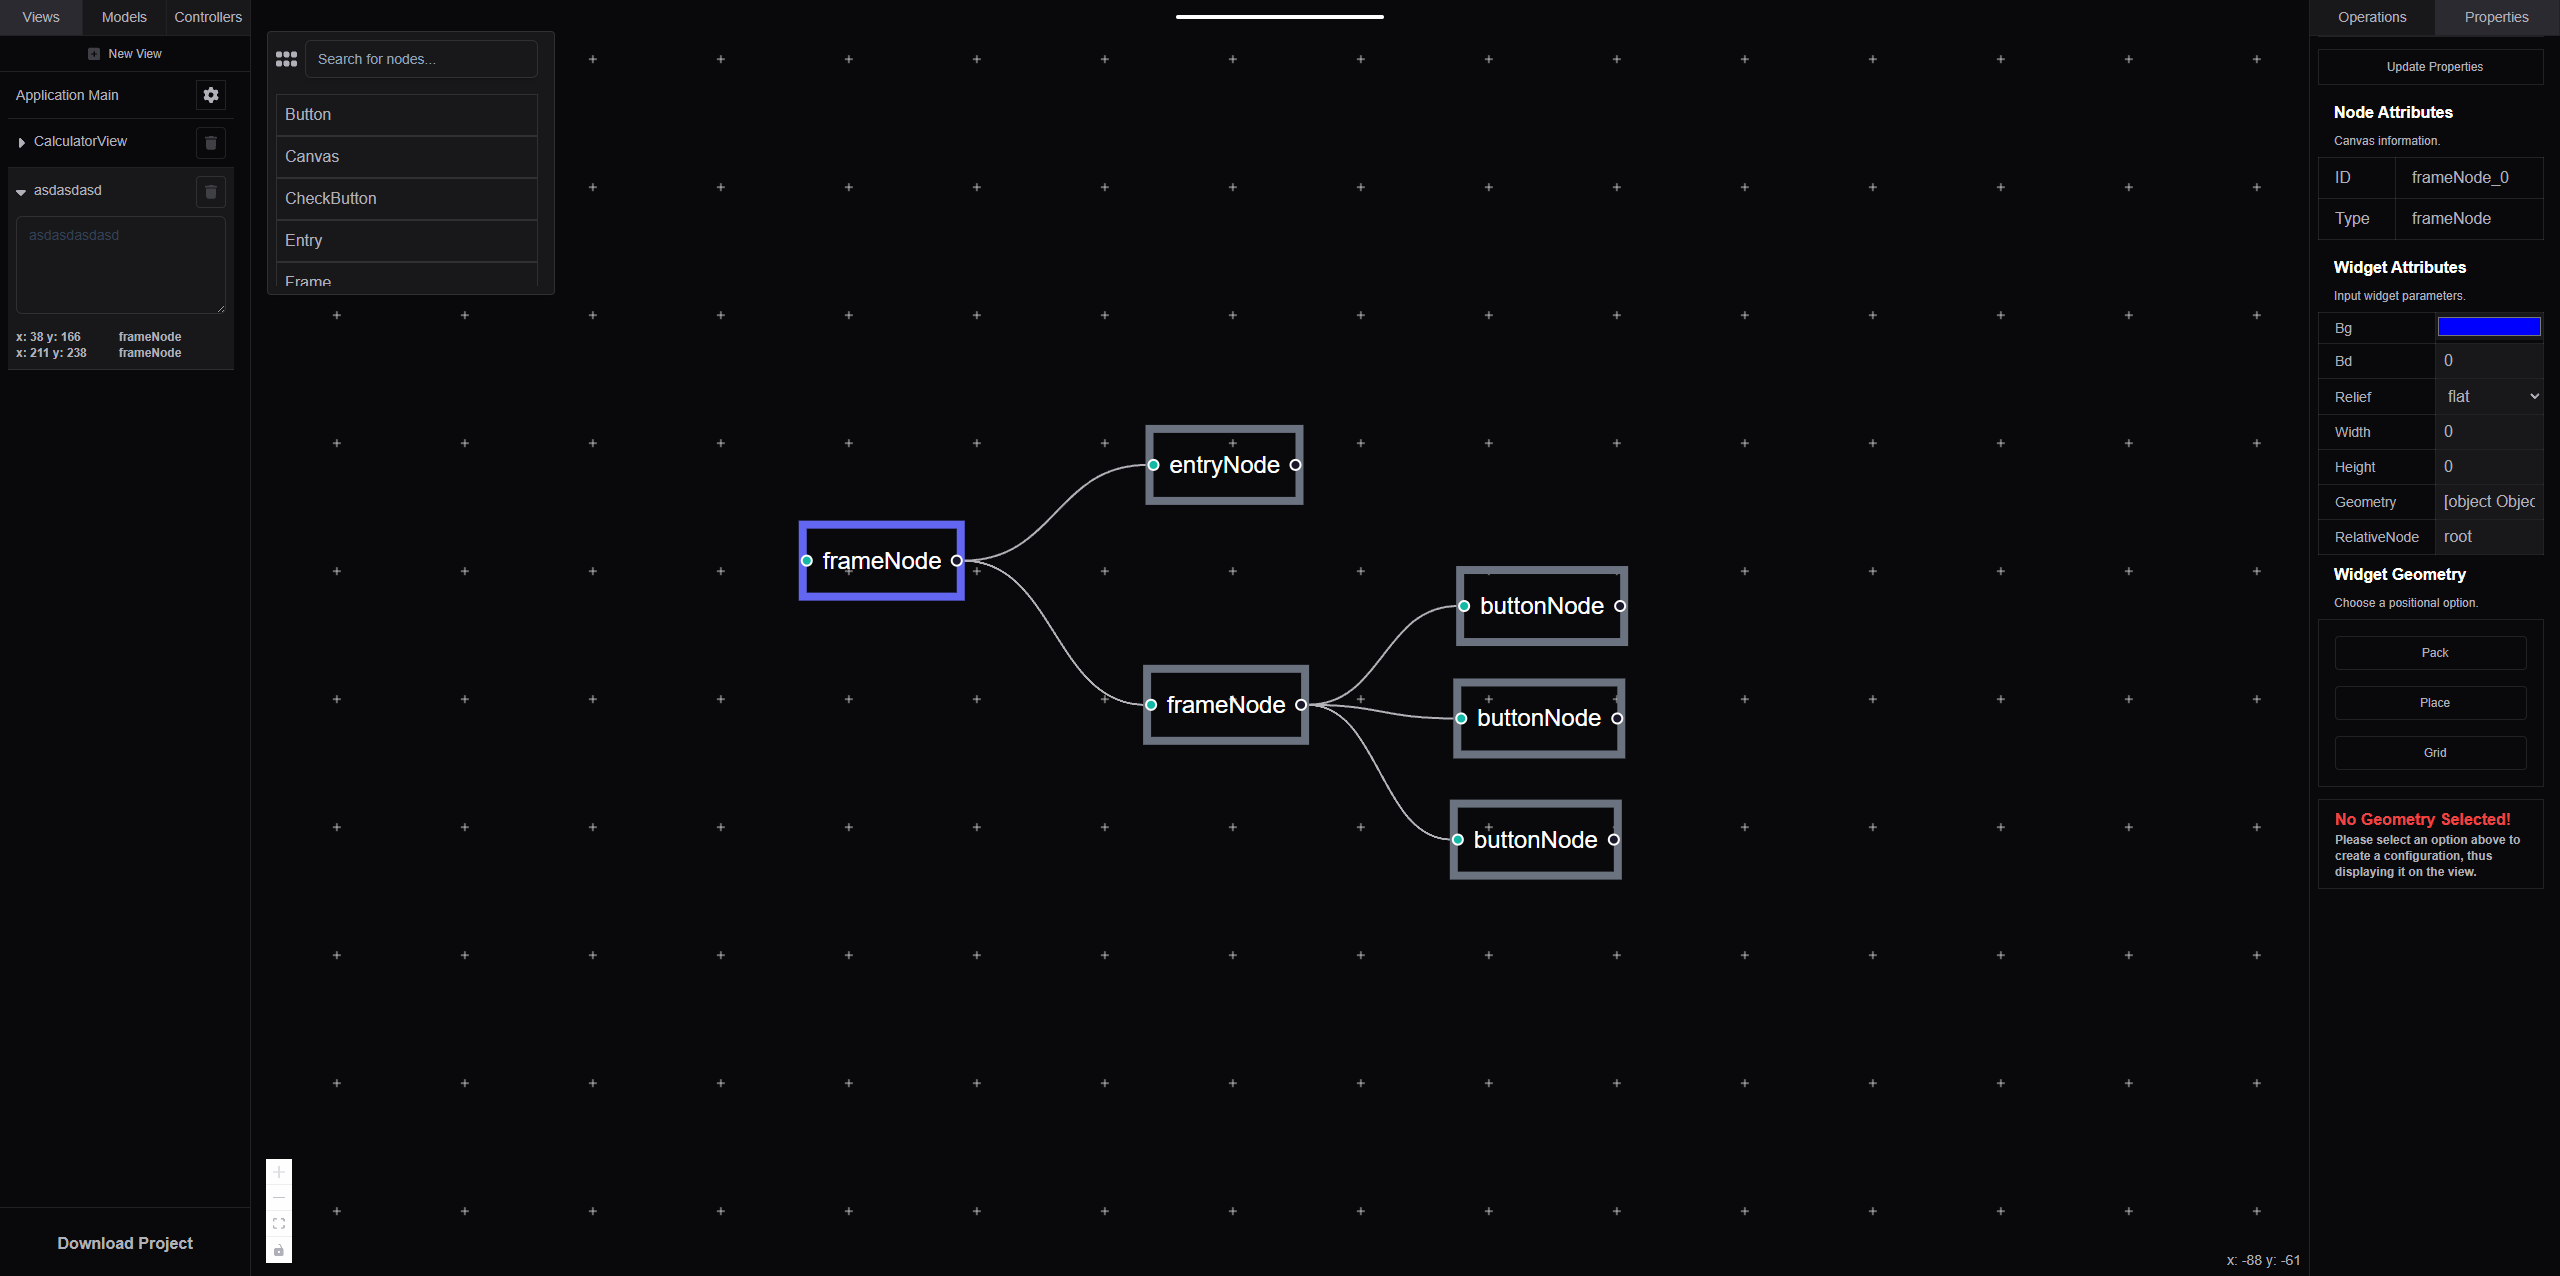 Views Models Controllers
New View
Application Main
CalculatorView
asdasdasd
asdasdasdasd
x: 38 y: 166 frameNode
x: 211 y: 238 frameNode
Download Project
Search for nodes...
Button
Canvas
CheckButton
Entry
Frame
entryNode
frameNode
buttonNode
frameNode
buttonNode
buttonNode
x: -88 y: -61
Operations Properties
Update Properties
Node Attributes
Canvas information.
ID frameNode_0
Type frameNode
Widget Attributes
Input widget parameters.
Bg
Bd 0
Relief flat
Width 0
Height 0
Geometry [object Objec
RelativeNode root
Widget Geometry
Choose a positional option.
Pack
Place
Grid
No Geometry Selected!
Please select an option above to
create a configuration, thus
displaying it on the view.